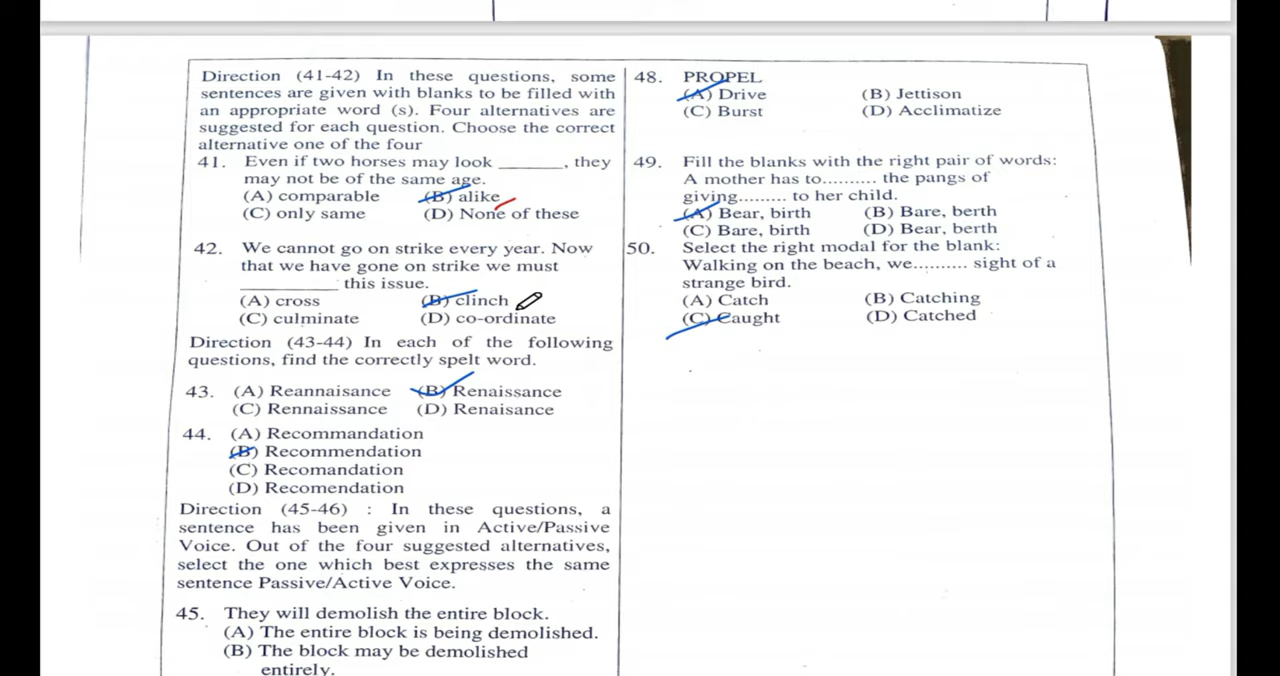 Direction (41-42) In these questions, some
sentences are given with blanks to be filled with
an appropriate word (s). Four alternatives are
suggested for each question. Choose the correct
alternative one of the four
41. Even if two horses may look _______, they
may not be of the same age.
(A) comparable (B) alike
(C) only same (D) None of these
42. We cannot go on strike every year. Now
that we have gone on strike we must
__________ this issue.
(A) cross (B) clinch
(C) culminate (D) co-ordinate
Direction (43-44) In each of the following
questions, find the correctly spelt word.
43. (A) Reannaisance (B) Renaissance
(C) Rennaissance (D) Renaisance
44. (A) Recommandation
(B) Recommendation
(C) Recomandation
(D) Recomendation
Direction (45-46) : In these questions, a
sentence has been given in Active/Passive
Voice. Out of the four suggested alternatives,
select the one which best expresses the same
sentence Passive/Active Voice.
45. They will demolish the entire block.
(A) The entire block is being demolished.
(B) The block may be demolished
entirely.
48. PROPEL
(A) Drive (B) Jettison
(C) Burst (D) Acclimatize
49. Fill the blanks with the right pair of words:
A mother has to.......... the pangs of
giving......... to her child.
(A) Bear, birth (B) Bare, berth
(C) Bare, birth (D) Bear, berth
50. Select the right modal for the blank:
Walking on the beach, we.......... sight of a
strange bird.
(A) Catch (B) Catching
(C) Caught (D) Catched